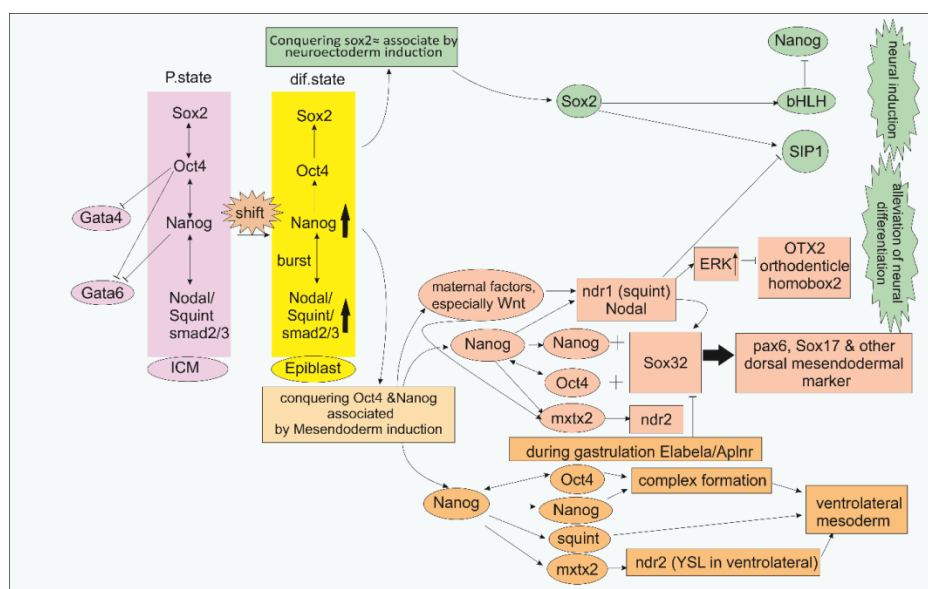 Conquering sox2≈ associate by
neuroectoderm induction
P.state
dif.state
Sox2
Oct4
Nanog
Nodal/
Squint
smad2/3
ICM
Gata4
Gata6
shift
Sox2
Oct4
Nanog
burst
Nodal/
Squint/
smad2/3
Epiblast
conquering Oct4 &Nanog
associated
by Mesendoderm induction
Sox2
Nanog
bHLH
SIP1
neural induction
alleviation of neural
differentiation
maternal factors,
especially Wnt
ndr1 (squint)
Nodal
ERK
OTX2
orthodenticle
homobox2
Nanog
Nanog
+
Oct4
+
Sox32
pax6, Sox17 & other
dorsal mesendodermal
marker
mxtx2
ndr2
during gastrulation Elabela/Aplnr
Nanog
Oct4
Nanog
squint
mxtx2
complex formation
ndr2 (YSL in ventrolateral)
ventrolateral
mesoderm